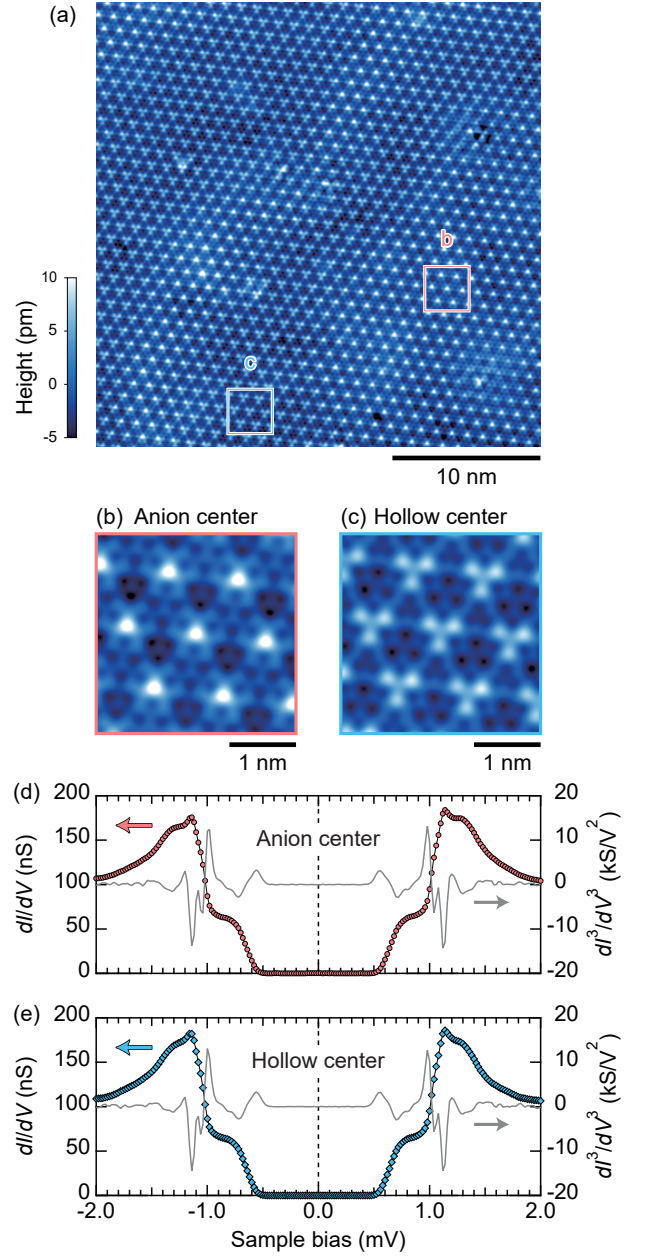 (a)
b
c
10
5
0
-5
Height (pm)
10 nm
(b) Anion center
(c) Hollow center
1 nm
1 nm
(d)
200
150
100
50
0
dI/dV (nS)
Anion center
20
10
0
-10
-20
dI³/dV³ (kS/V²)
(e)
200
150
100
50
0
dI/dV (nS)
Hollow center
20
10
0
-10
-20
dI³/dV³ (kS/V²)
-2.0 -1.0 0.0 1.0 2.0
Sample bias (mV)